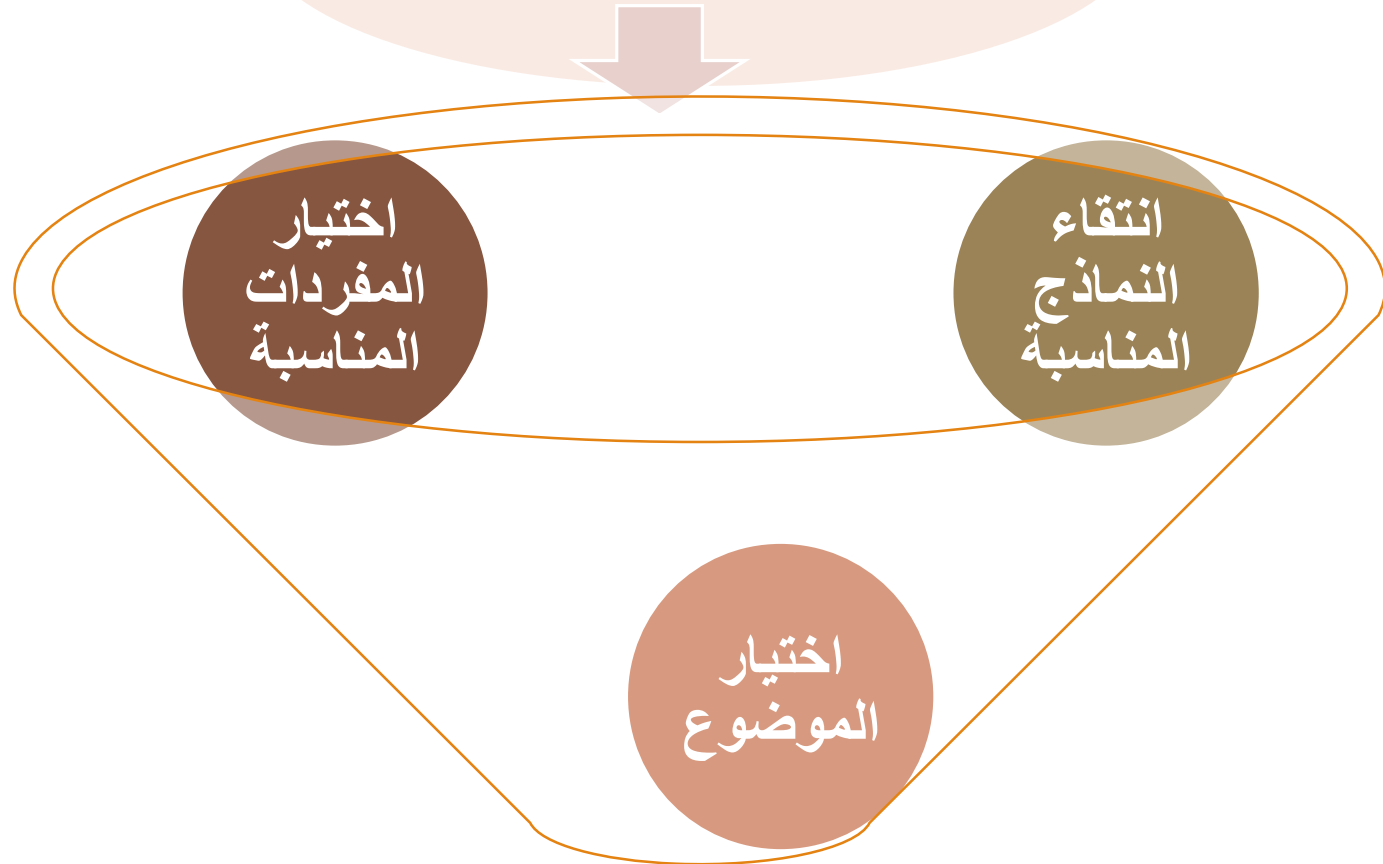 انتقاء
النماذج
المناسبة
اختيار
المفردات
المناسبة
اختيار
الموضوع